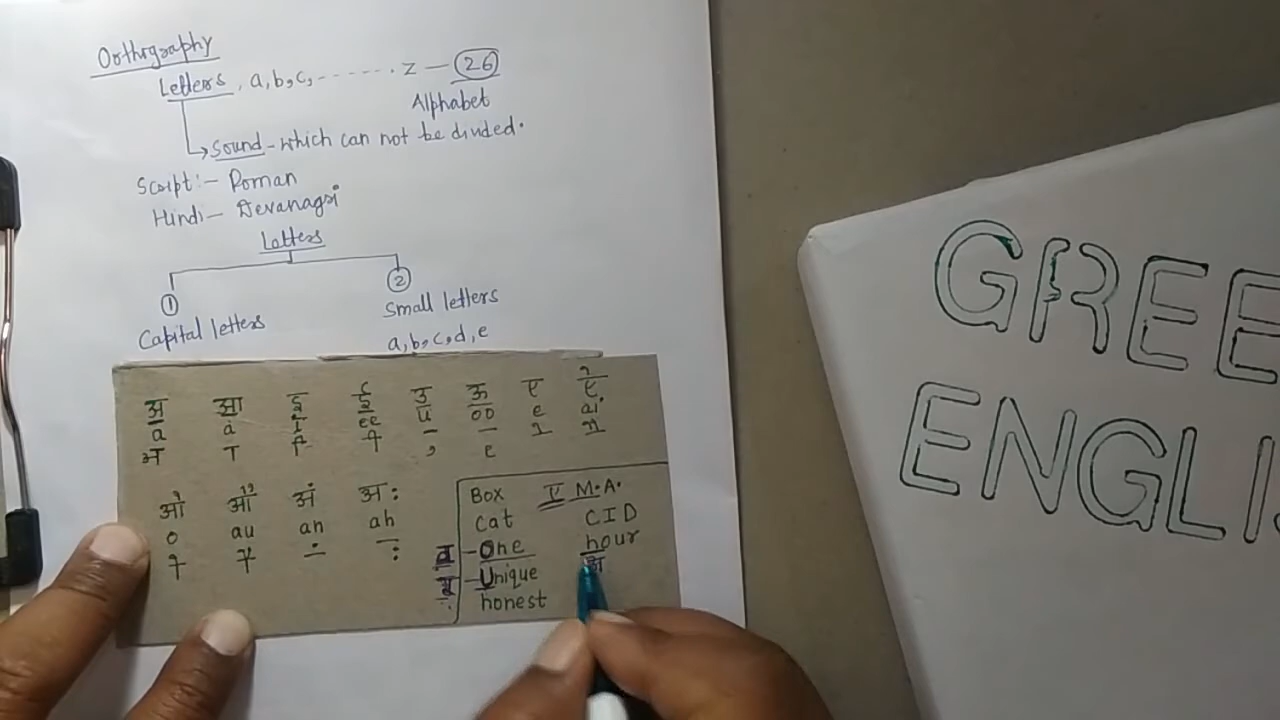 Orthography
Letters, a,b,c,------.z — 26
Alphabet
Sound - which can not be divided.
Script:- Roman
Hindi - Devanagri
Letters
① ②
Capital letters Small letters
a,b,c,d,e
अ आ इ ई उ ऊ ए ऐ
a à i ee u oo e ai
ा ि ी ु ू े ै
ओ औ अं अः
o au an ah
ो ौ ं :
Box ए M.A.
Cat CID
व - One hour
य - Unique अ
honest
GREE
ENGLI